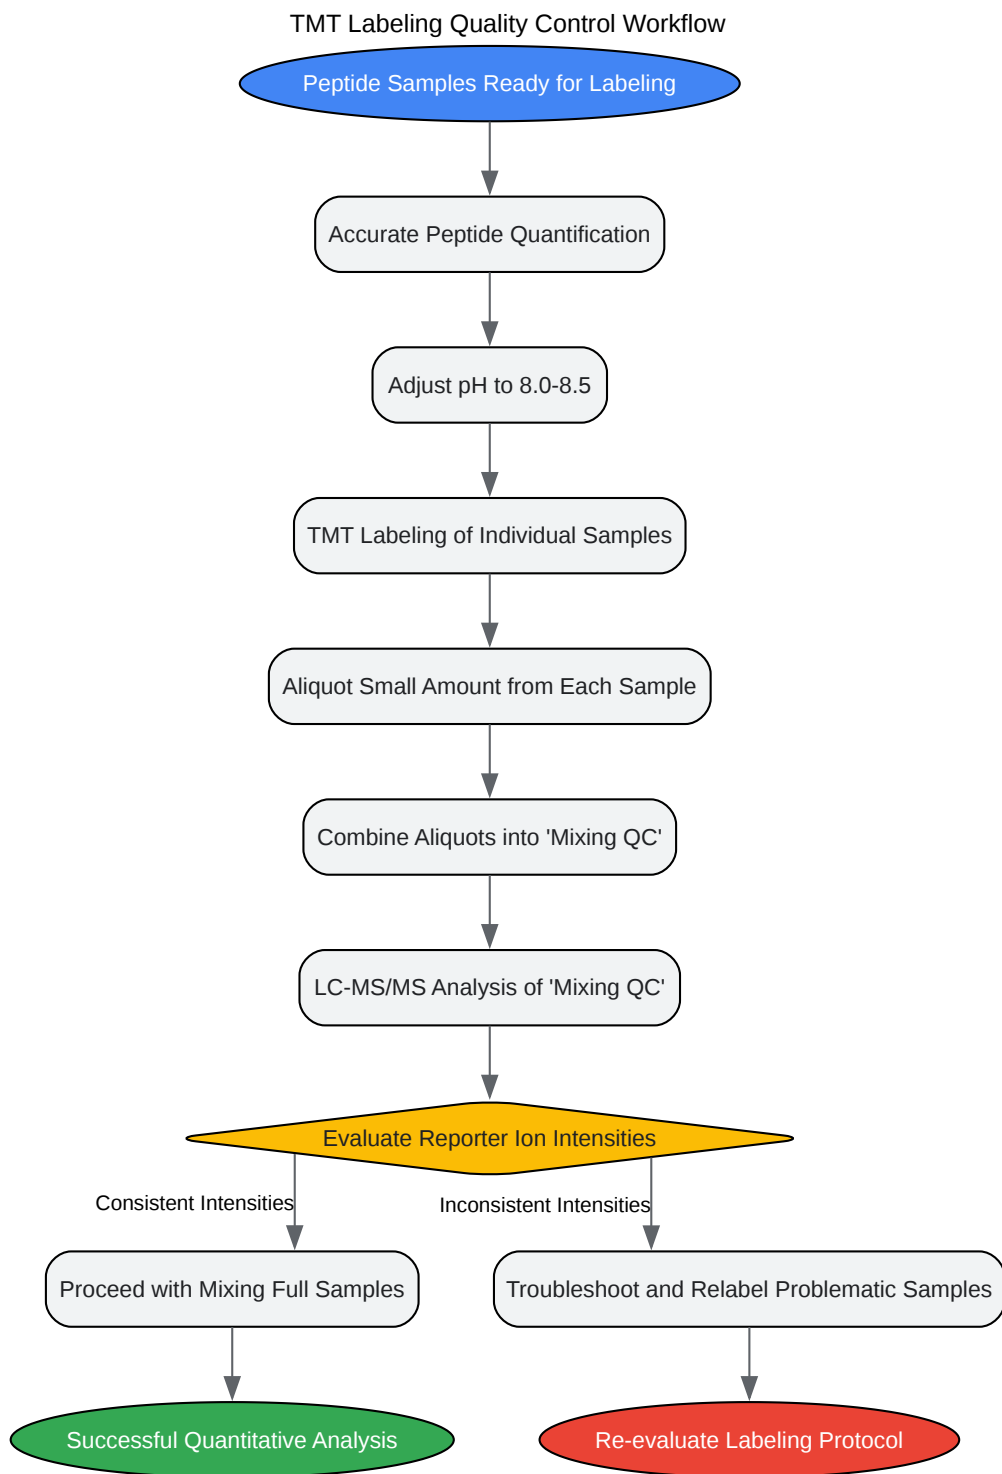 TMT Labeling Quality Control Workflow
Peptide Samples Ready for Labeling
Accurate Peptide Quantification
Adjust pH to 8.0-8.5
TMT Labeling of Individual Samples
Aliquot Small Amount from Each Sample
Combine Aliquots into 'Mixing QC'
LC-MS/MS Analysis of 'Mixing QC'
Evaluate Reporter Ion Intensities
Consistent Intensities
Inconsistent Intensities
Proceed with Mixing Full Samples
Troubleshoot and Relabel Problematic Samples
Successful Quantitative Analysis
Re-evaluate Labeling Protocol